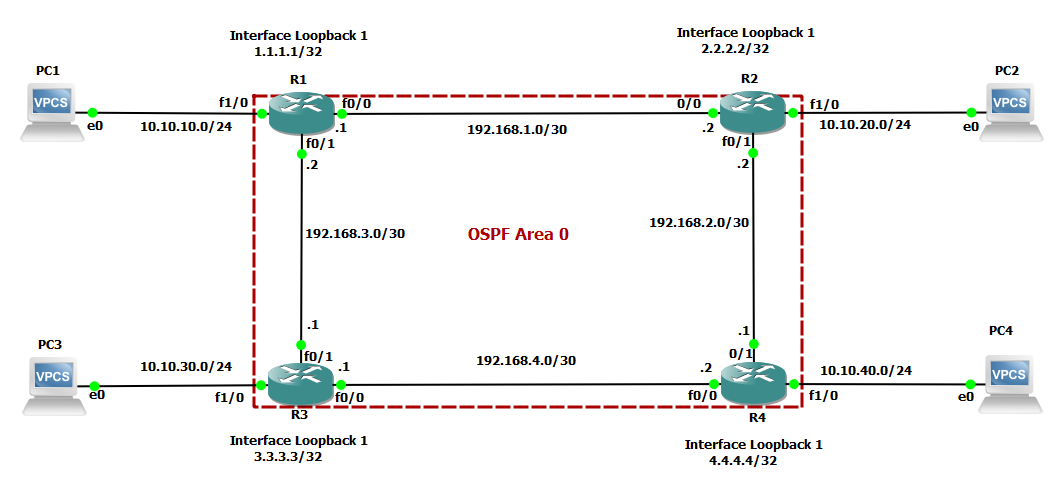 Interface Loopback 1
1.1.1.1/32
Interface Loopback 1
2.2.2.2/32
PC1
R1
R2
PC2
VPCS
f1/0
f0/0
0/0
f1/0
VPCS
e0
10.10.10.0/24
.1
192.168.1.0/30
.2
10.10.20.0/24
e0
f0/1
.2
f0/1
.2
192.168.3.0/30
OSPF Area 0
192.168.2.0/30
.1
.1
PC3
f0/1
0/1
PC4
VPCS
10.10.30.0/24
.1
192.168.4.0/30
.2
10.10.40.0/24
VPCS
e0
f1/0
f0/0
f0/0
f1/0
e0
R3
R4
Interface Loopback 1
3.3.3.3/32
Interface Loopback 1
4.4.4.4/32